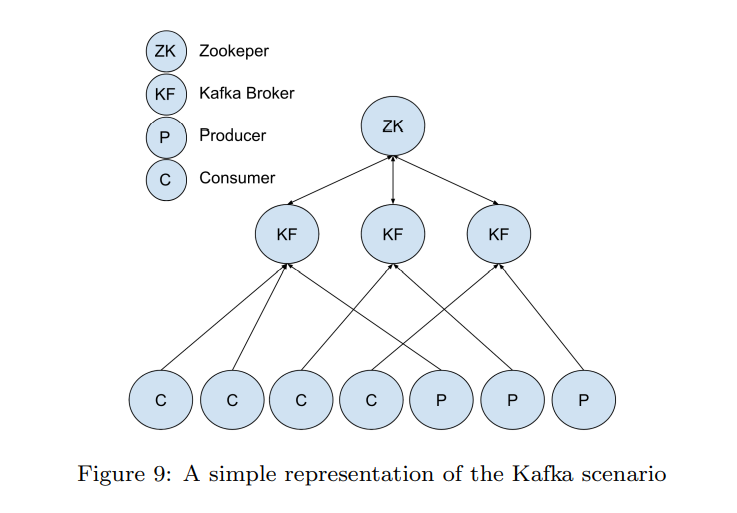 ZK Zookeper
KF Kafka Broker
P Producer
C Consumer
ZK
KF KF KF
C C C C P P P
Figure 9: A simple representation of the Kafka scenario